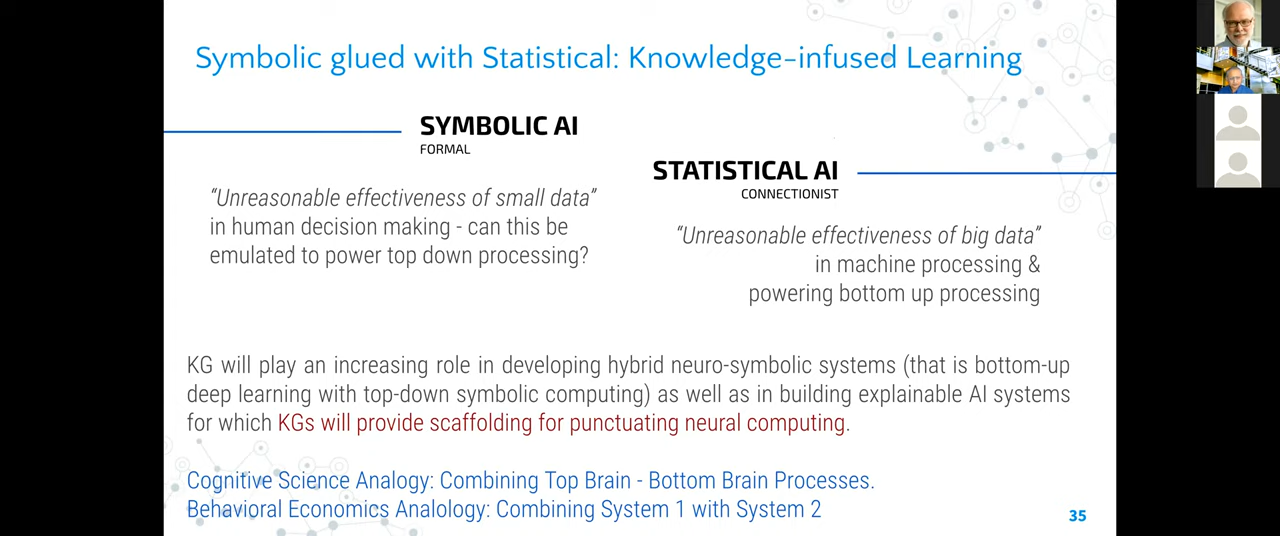 Symbolic glued with Statistical: Knowledge-infused Learning
SYMBOLIC AI
FORMAL
"Unreasonable effectiveness of small data"
in human decision making - can this be
emulated to power top down processing?
STATISTICAL AI
CONNECTIONIST
"Unreasonable effectiveness of big data"
in machine processing &
powering bottom up processing
KG will play an increasing role in developing hybrid neuro-symbolic systems (that is bottom-up
deep learning with top-down symbolic computing) as well as in building explainable AI systems
for which KGs will provide scaffolding for punctuating neural computing.
Cognitive Science Analogy: Combining Top Brain - Bottom Brain Processes.
Behavioral Economics Analology: Combining System 1 with System 2
35